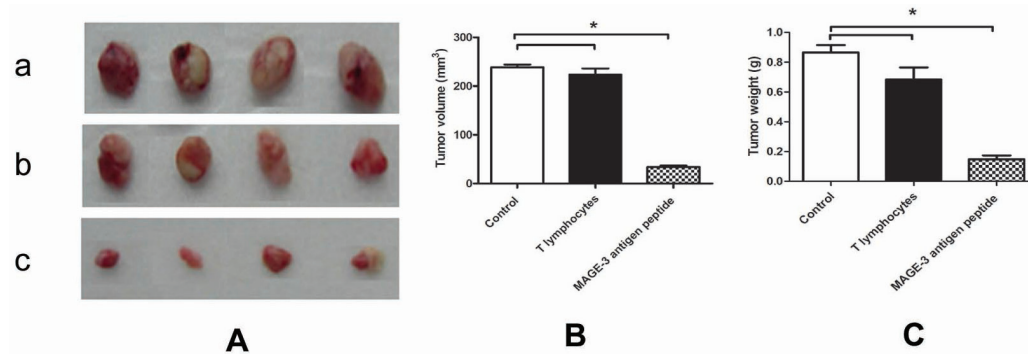 a
b
c
A
*
300
200
100
0
Tumor volume (mm³)
Control
T lymphocytes
MAGE-3 antigen peptide
B
*
1.0
0.8
0.6
0.4
0.2
0.0
Tumor weight (g)
Control
T lymphocytes
MAGE-3 antigen peptide
C